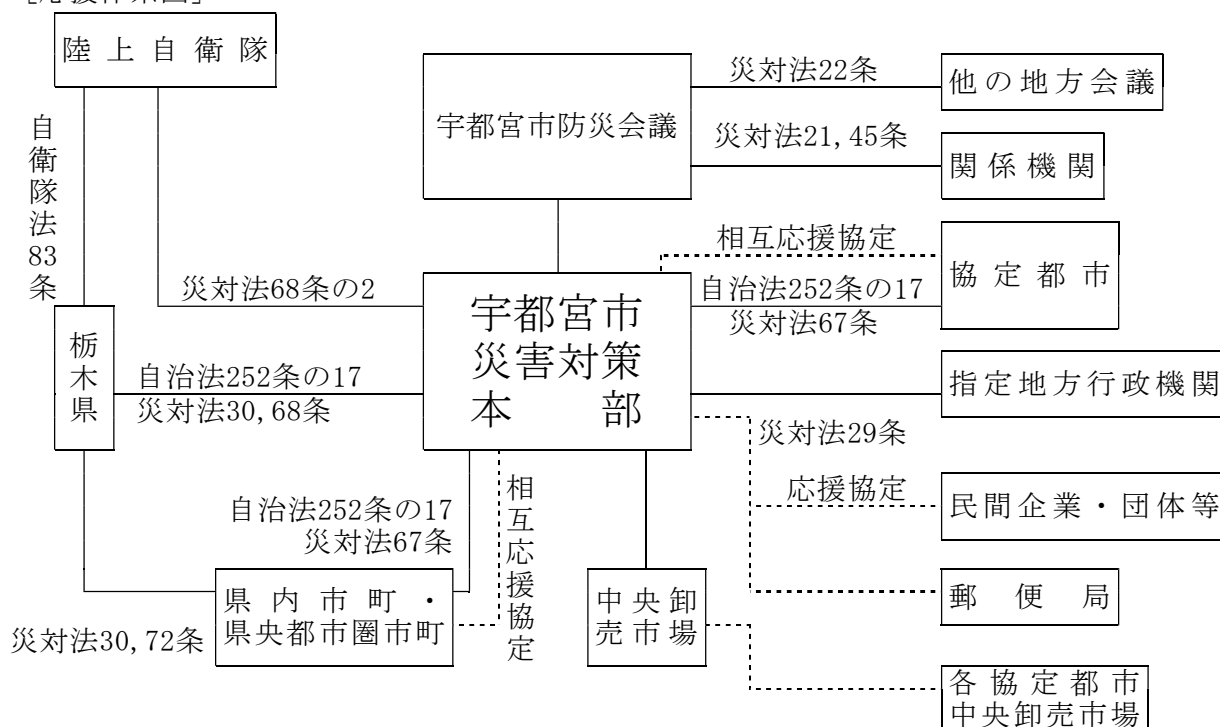 陸上自衛隊
宇都宮市防災会議
災対法22条
他の地方会議
災対法21,45条
関係機関
自衛隊法83条
相互応援協定
協定都市
災対法68条の2
宇都宮市
災害対策
本部
自治法252条の17
災対法67条
栃木県
自治法252条の17
災対法30,68条
指定地方行政機関
災対法29条
応援協定
民間企業・団体等
自治法252条の17
災対法67条
相互応援協定
郵便局
災対法30,72条
県内市町・
県央都市圏市町
中央卸
売市場
各協定都市
中央卸売市場